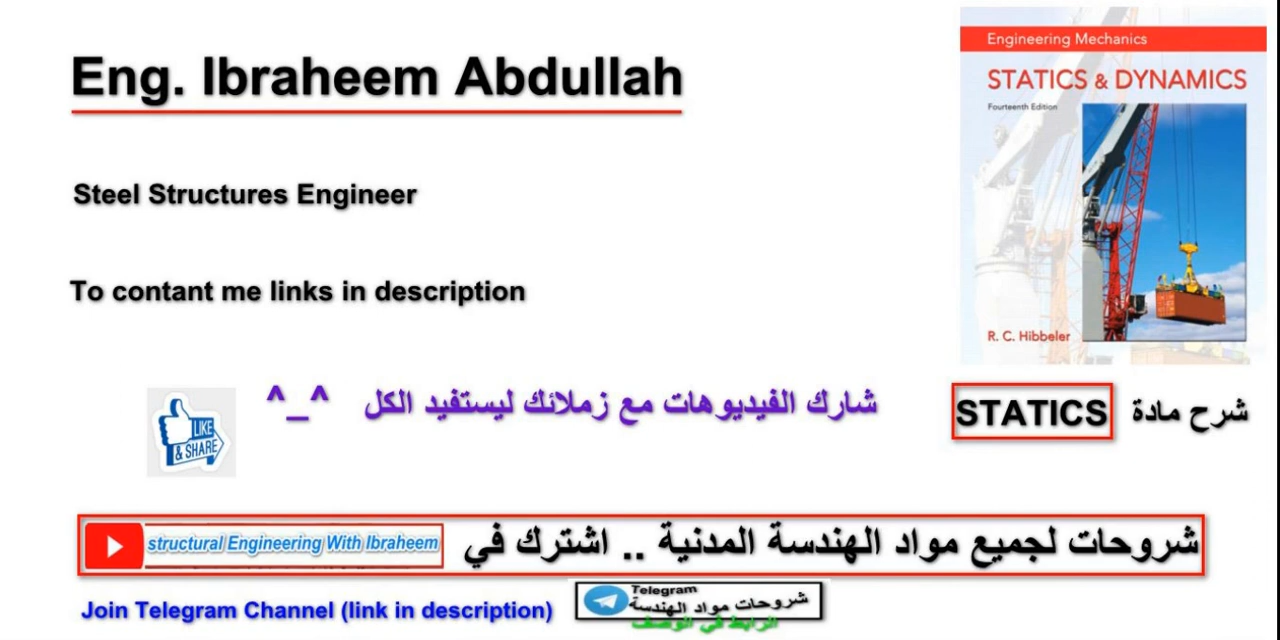 Eng. Ibraheem Abdullah
Engineering Mechanics
STATICS & DYNAMICS
Fourteenth Edition
R. C. Hibbeler
Steel Structures Engineer
To contant me links in description
شرح مادة STATICS
شارك الفيديوهات مع زملائك ليستفيد الكل ^_^
LIKE
& SHARE
شروحات لجميع مواد الهندسة المدنية .. اشترك في structural Engineering With Ibraheem
Join Telegram Channel (link in description)
Telegram
شروحات مواد الهندسة
الرابط في الوصف